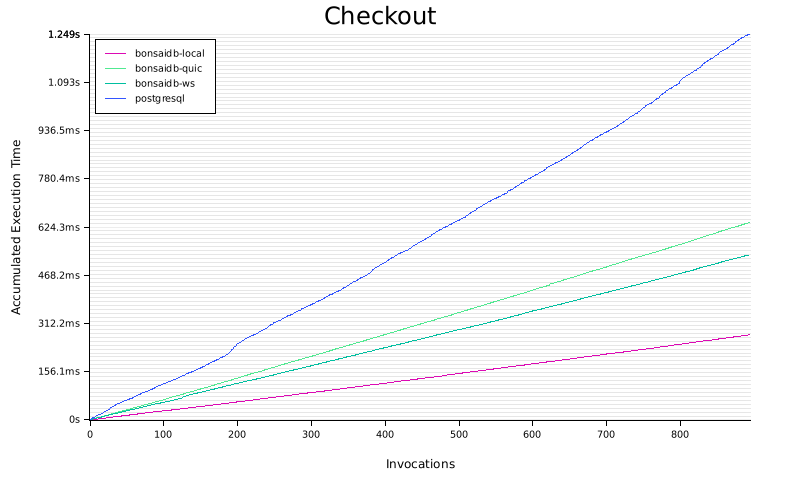 Checkout
1.249s
bonsaidb-local
bonsaidb-quic
bonsaidb-ws
postgresql
1.093s
936.5ms
780.4ms
624.3ms
468.2ms
312.2ms
156.1ms
0s
Accumulated Execution Time
0 100 200 300 400 500 600 700 800
Invocations